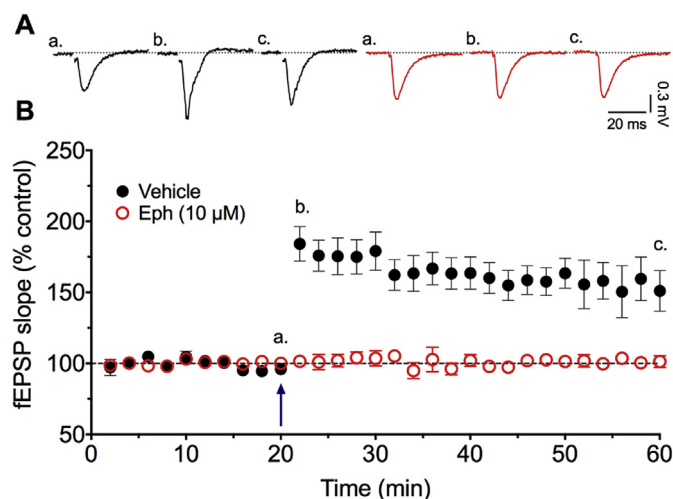 A
a. b. c. a. b. c.
0.3 mV
20 ms
B
250
200
150
100
50
fEPSP slope (% control)
Vehicle
Eph (10 µM)
b.
c.
a.
0 10 20 30 40 50 60
Time (min)